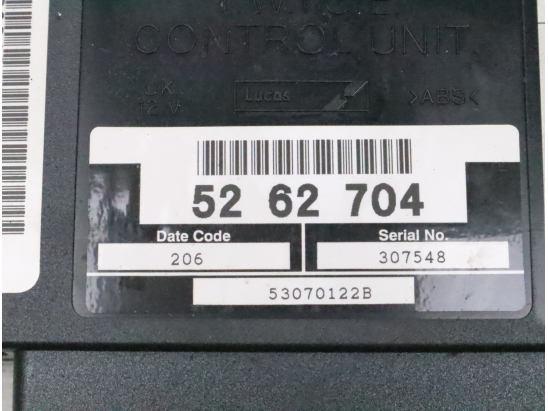 CONTROL UNIT
U.K.
12 V
Lucas
>ABS<
52 62 704
Date Code
Serial No.
206
307548
53070122B